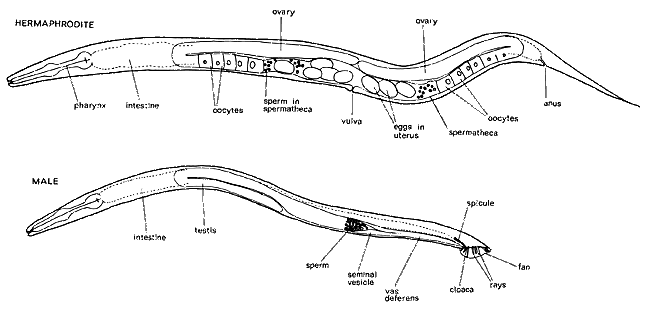 HERMAPHRODITE
ovary
ovary
pharynx
intestine
oocytes
sperm in
spermatheca
vulva
eggs in
uterus
spermatheca
oocytes
anus
MALE
intestine
testis
sperm
seminal
vesicle
vas
deferens
spicule
cloaca
rays
fan